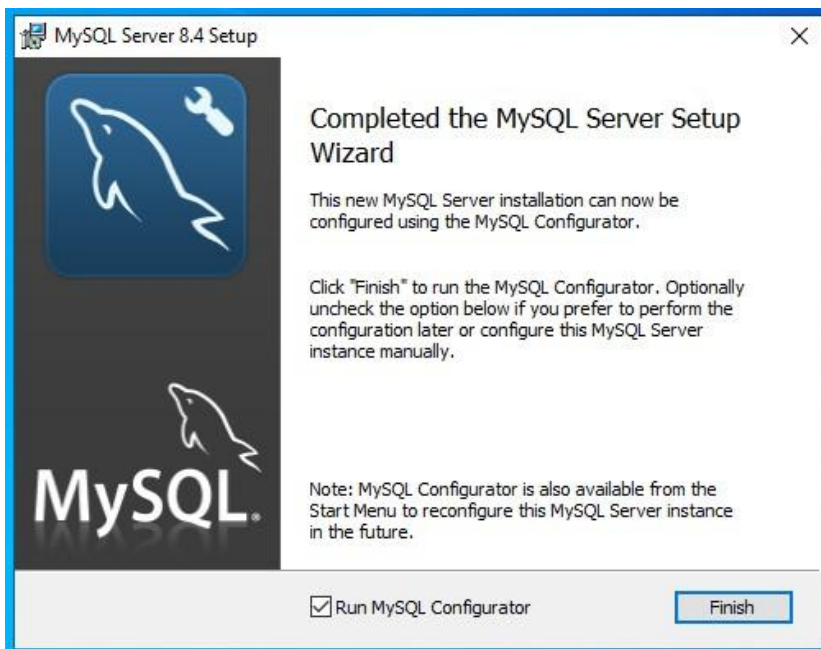 MySQL Server 8.4 Setup
Completed the MySQL Server Setup
Wizard
This new MySQL Server installation can now be
configured using the MySQL Configurator.
Click "Finish" to run the MySQL Configurator. Optionally
uncheck the option below if you prefer to perform the
configuration later or configure this MySQL Server
instance manually.
MySQL.
Note: MySQL Configurator is also available from the
Start Menu to reconfigure this MySQL Server instance
in the future.
Run MySQL Configurator
Finish